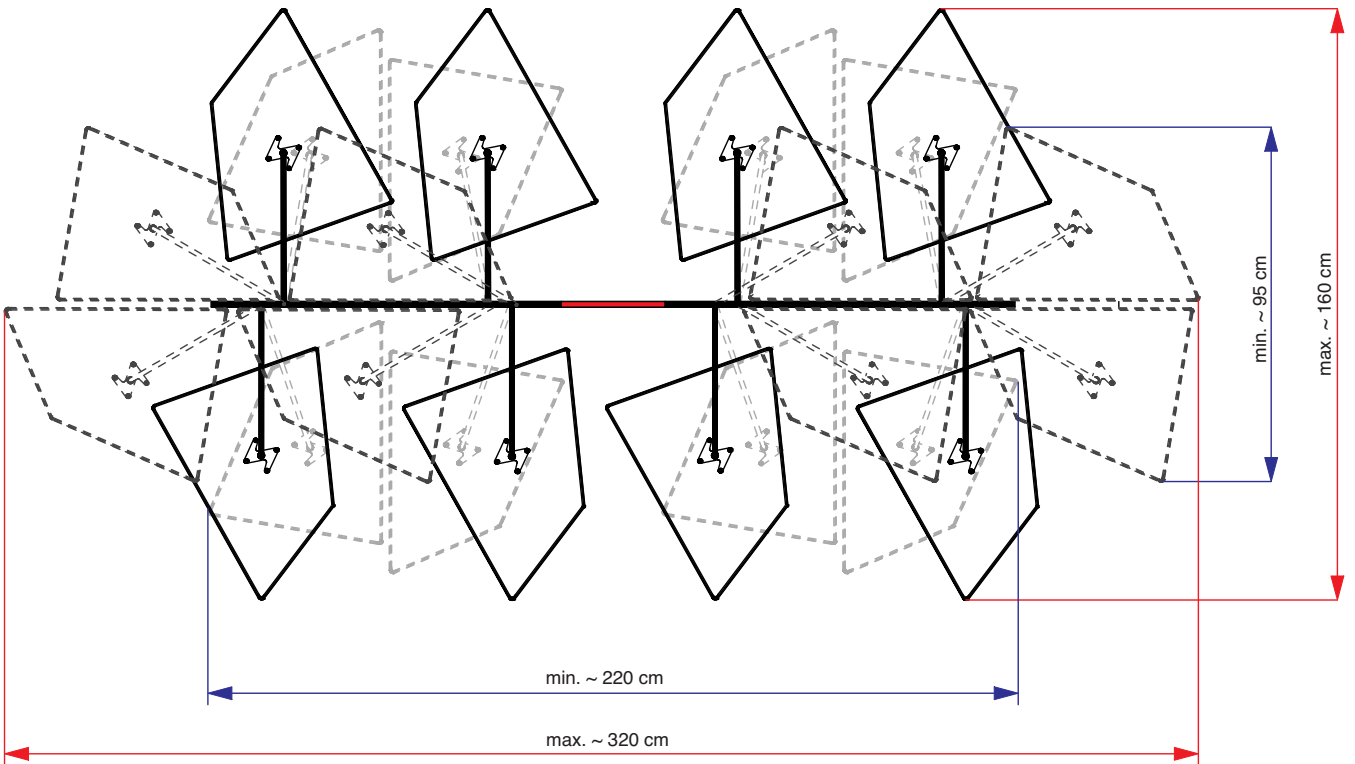 min. ~ 95 cm
max. ~ 160 cm
min. ~ 220 cm
max. ~ 320 cm